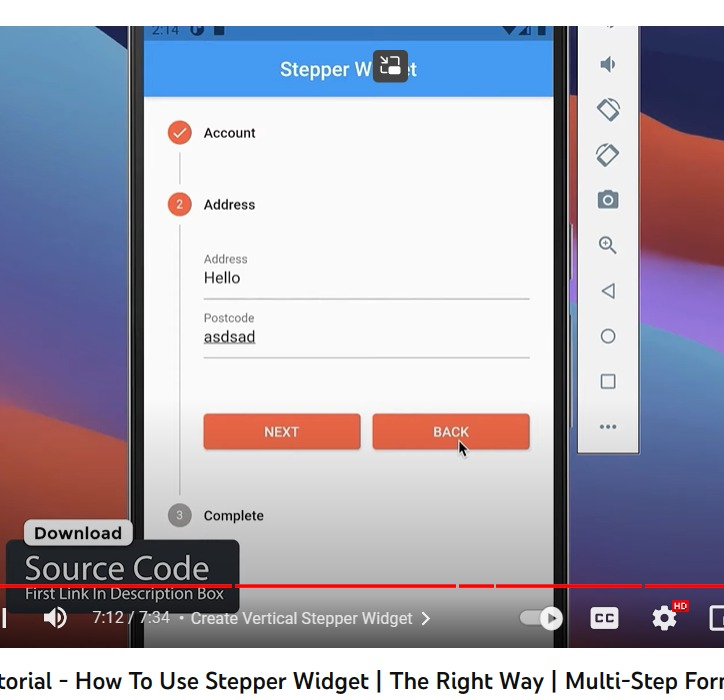 2:14
Stepper W et
Account
2
Address
Address
Hello
Postcode
asdsad
NEXT
BACK
3
Complete
Download
Source Code
First Link In Description Box
7:12 / 7:34 • Create Vertical Stepper Widget >
CC
HD
torial - How To Use Stepper Widget | The Right Way | Multi-Step For